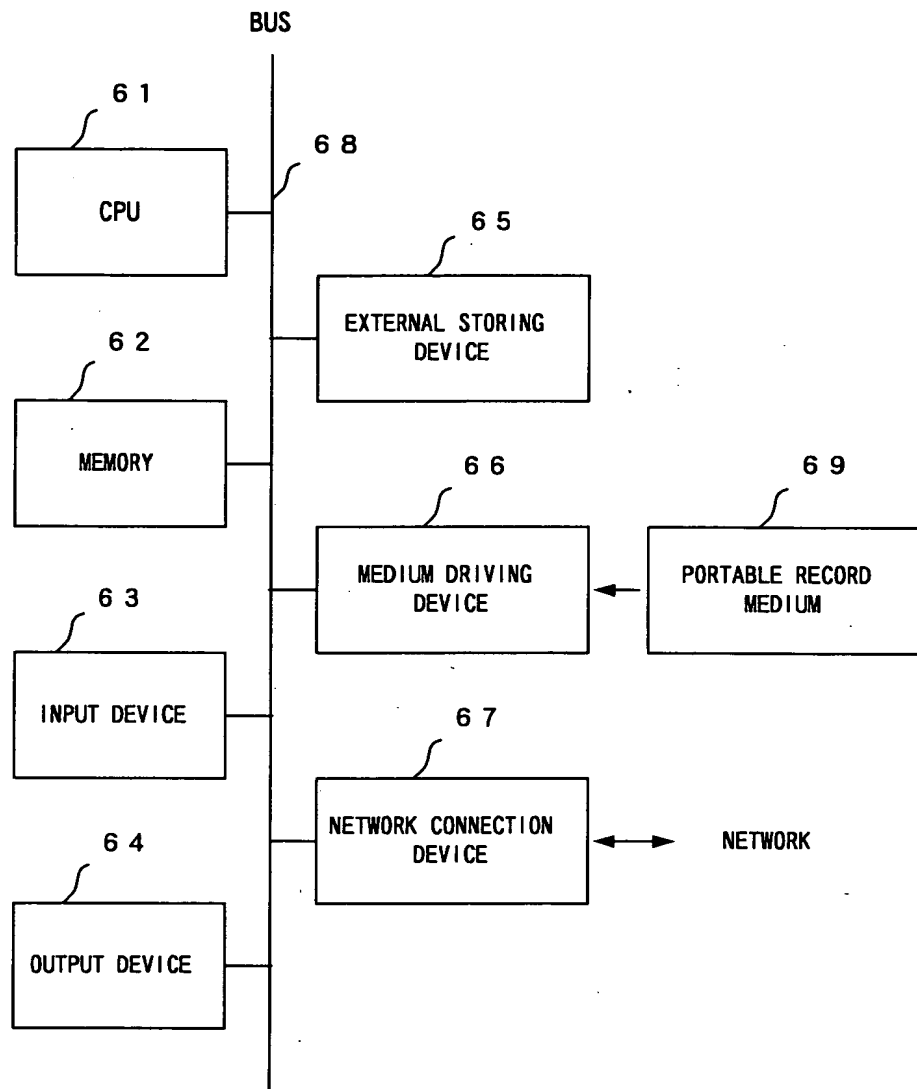 BUS
61
CPU
68
65
EXTERNAL STORING
DEVICE
62
MEMORY
66
MEDIUM DRIVING
DEVICE
69
PORTABLE RECORD
MEDIUM
63
INPUT DEVICE
67
NETWORK CONNECTION
DEVICE
NETWORK
64
OUTPUT DEVICE